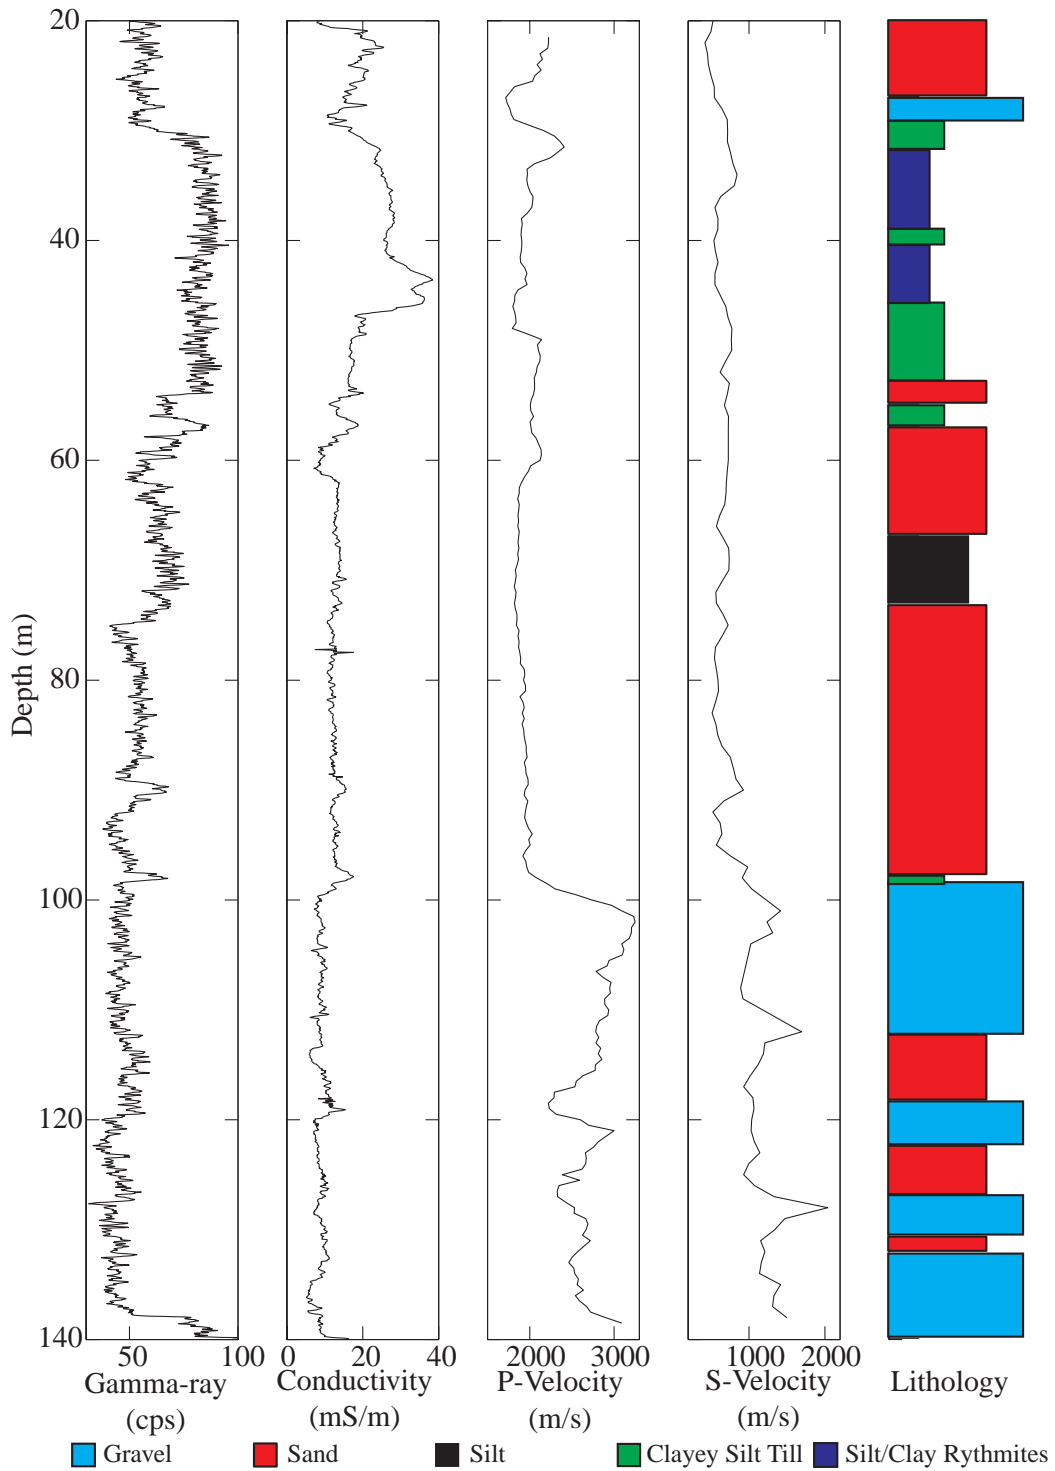 20
40
60
80
100
120
140
Depth (m)
50 100 0 20 40 2000 3000 1000 2000
Gamma-ray Conductivity P-Velocity S-Velocity Lithology
(cps) (mS/m) (m/s) (m/s)
Gravel Sand Silt Clayey Silt Till Silt/Clay Rythmites